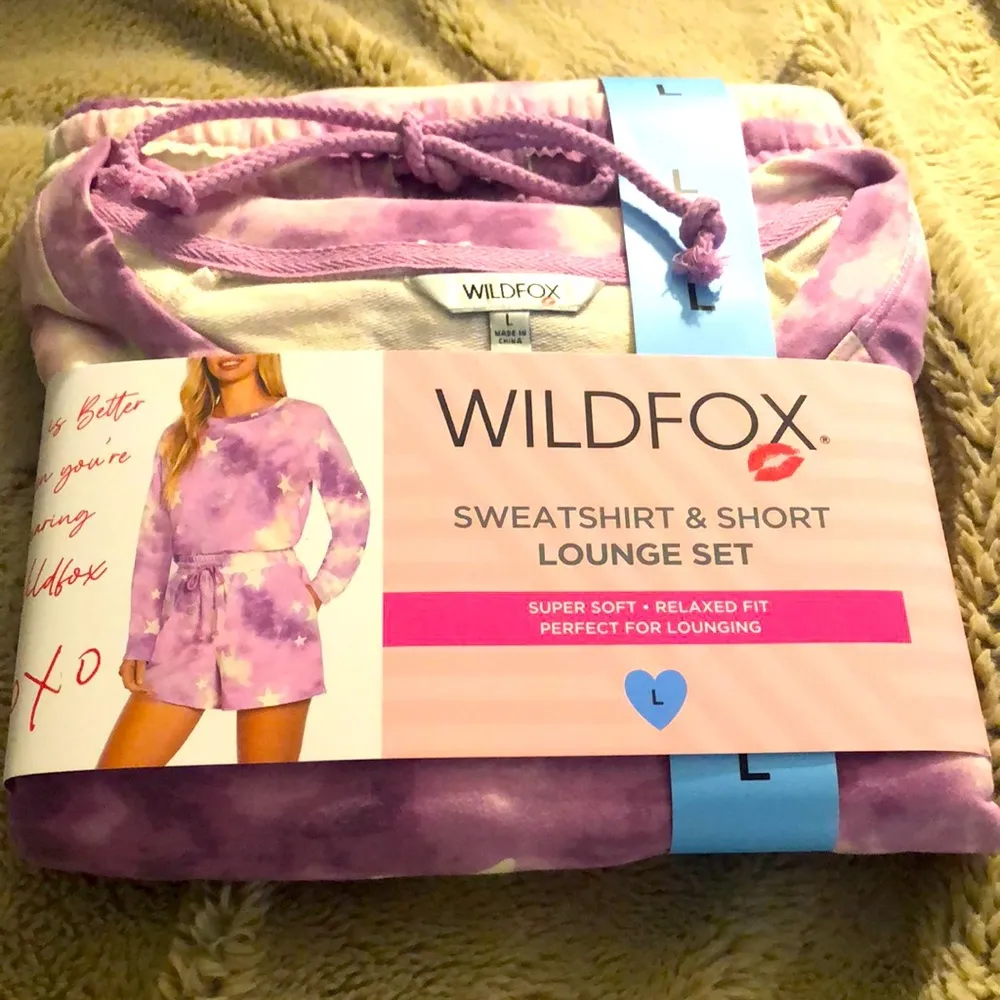 L
L
L
WILDFOX
L
MADE IN
CHINA
is Better
you're
XO
WILDFOX®
SWEATSHIRT & SHORT
LOUNGE SET
SUPER SOFT • RELAXED FIT
PERFECT FOR LOUNGING
L
L